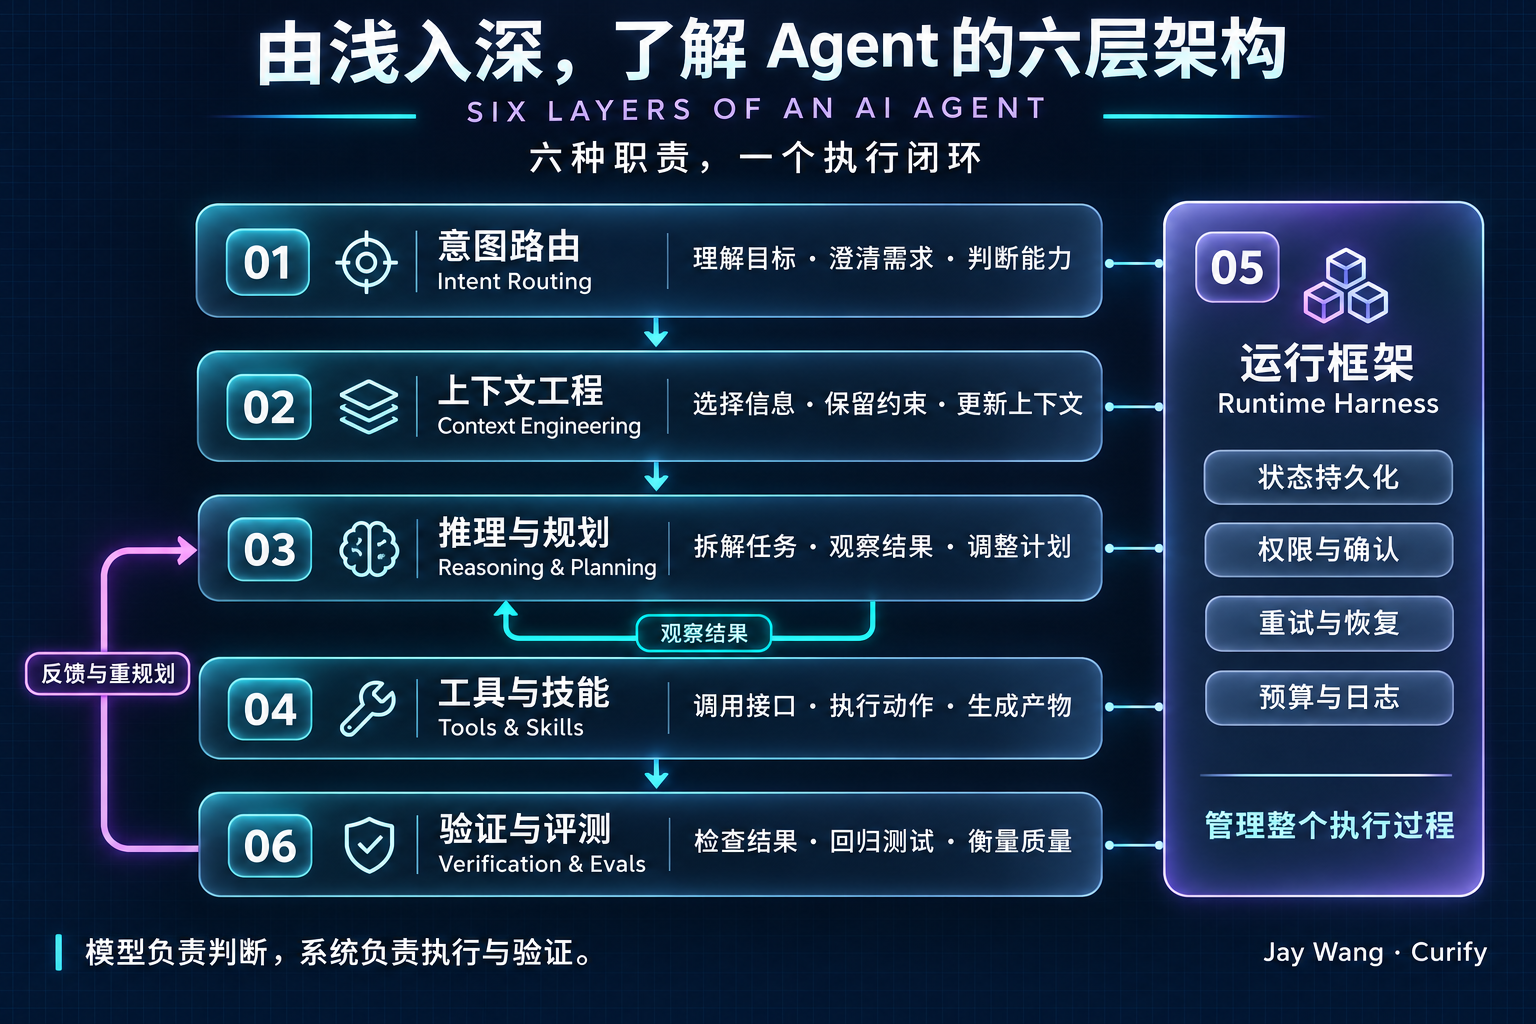 由浅入深，了解 Agent 的六层架构
SIX LAYERS OF AN AI AGENT
六种职责，一个执行闭环
01
意图路由
Intent Routing
理解目标 · 澄清需求 · 判断能力
02
上下文工程
Context Engineering
选择信息 · 保留约束 · 更新上下文
03
推理与规划
Reasoning & Planning
拆解任务 · 观察结果 · 调整计划
观察结果
反馈与重规划
04
工具与技能
Tools & Skills
调用接口 · 执行动作 · 生成产物
06
验证与评测
Verification & Evals
检查结果 · 回归测试 · 衡量质量
05
运行框架
Runtime Harness
状态持久化
权限与确认
重试与恢复
预算与日志
管理整个执行过程
模型负责判断，系统负责执行与验证。
Jay Wang · Curify